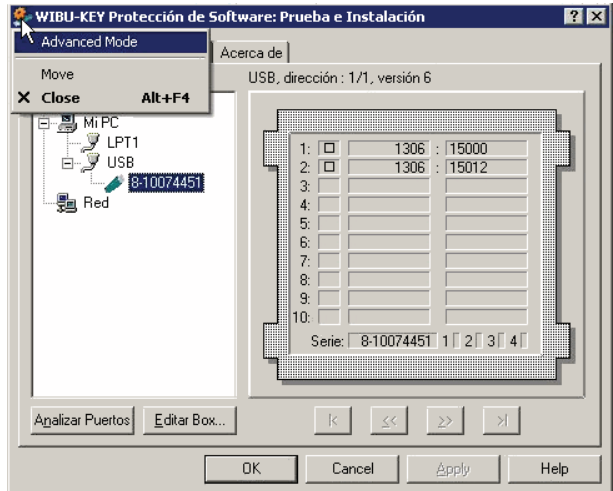 WIBU-KEY Protección de Software: Prueba e Instalación
Advanced Mode
Move
Close Alt+F4
Acerca de
USB, dirección : 1/1, versión 6
Mi PC
LPT1
USB
8-10074451
Red
1: 1306 : 15000
2: 1306 : 15012
3:
4:
5:
6:
7:
8:
9:
10:
Serie: 8-10074451 1 2 3 4
Analizar Puertos Editar Box...
OK Cancel Apply Help